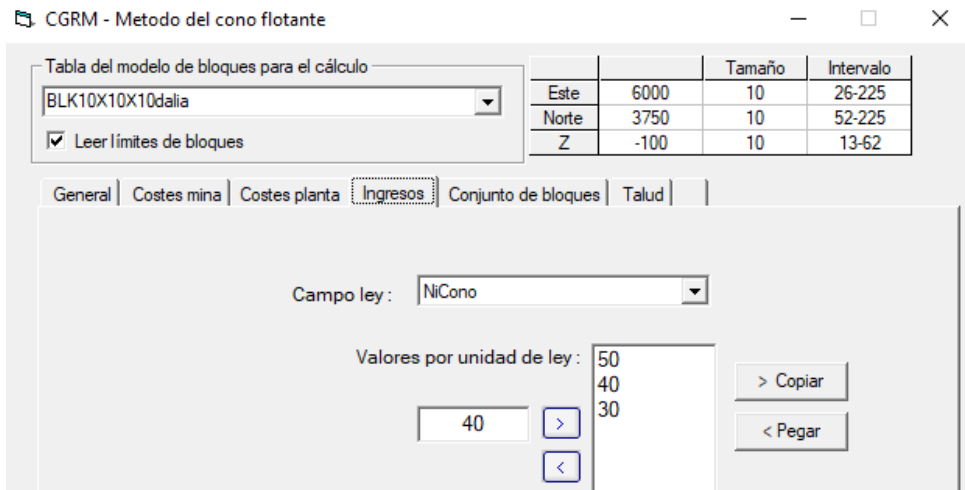 CGRM - Metodo del cono flotante
Tabla del modelo de bloques para el cálculo
BLK10X10X10dalia
Leer límites de bloques
Tamaño Intervalo
Este 6000 10 26-225
Norte 3750 10 52-225
Z -100 10 13-62
General Costes mina Costes planta Ingresos Conjunto de bloques Talud
Campo ley : NiCono
Valores por unidad de ley : 50
40
30
40
>
<
> Copiar
< Pegar